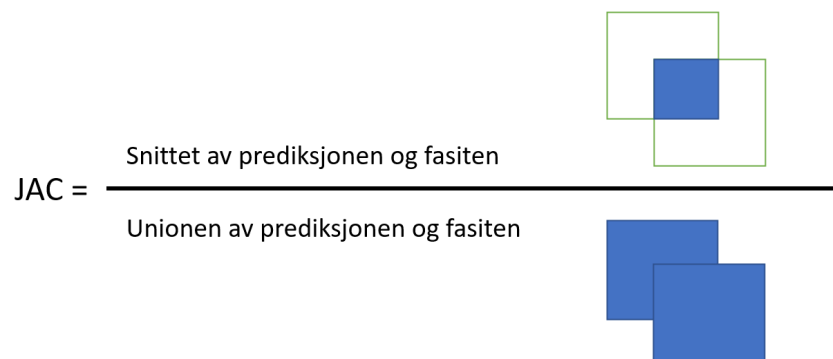 Snittet av prediksjonen og fasiten
JAC =
Unionen av prediksjonen og fasiten